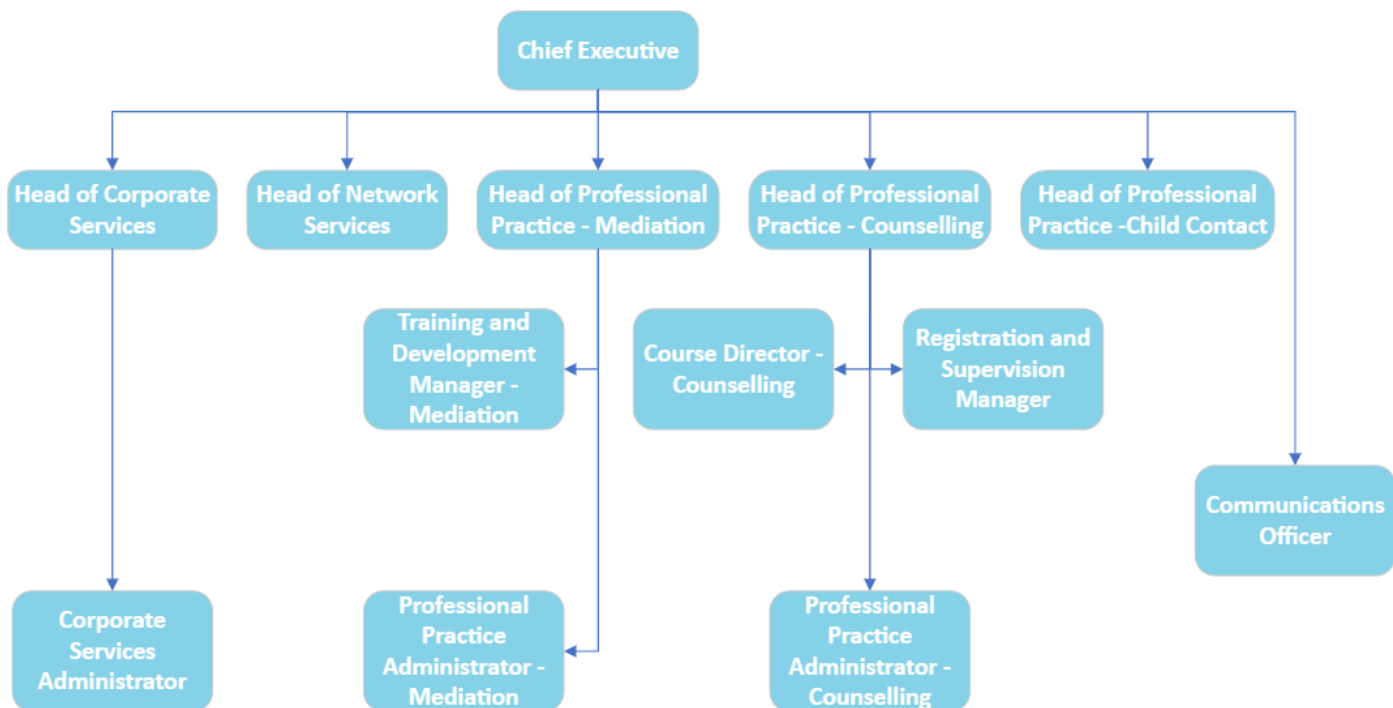 Chief Executive
Head of Corporate
Services
Head of Network
Services
Head of Professional
Practice - Mediation
Head of Professional
Practice - Counselling
Head of Professional
Practice -Child Contact
Training and
Development
Manager -
Mediation
Course Director -
Counselling
Registration and
Supervision
Manager
Communications
Officer
Corporate
Services
Administrator
Professional
Practice
Administrator -
Mediation
Professional
Practice
Administrator -
Counselling